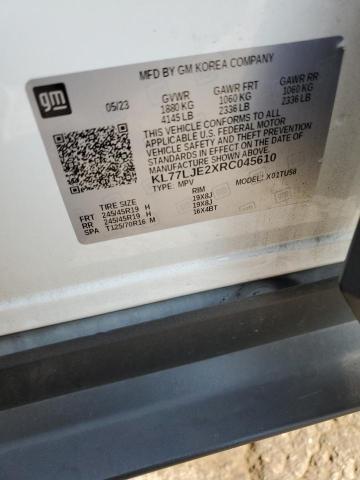 MFD BY GM KOREA COMPANY
gm
05/23 GVWR GAWR FRT GAWR RR
1880 KG 1060 KG 1060 KG
4145 LB 2336 LB 2336 LB
THIS VEHICLE CONFORMS TO ALL
APPLICABLE U.S. FEDERAL MOTOR
VEHICLE SAFETY AND THEFT PREVENTION
STANDARDS IN EFFECT ON THE DATE OF
MANUFACTURE SHOWN ABOVE.
KL77LJE2XRC045610
TYPE: MPV MODEL: X01TU58
TIRE SIZE RIM
FRT 245/45R19 H 19X8J
RR 245/45R19 H 19X8J
SPA T125/70R16 M 16X4BT